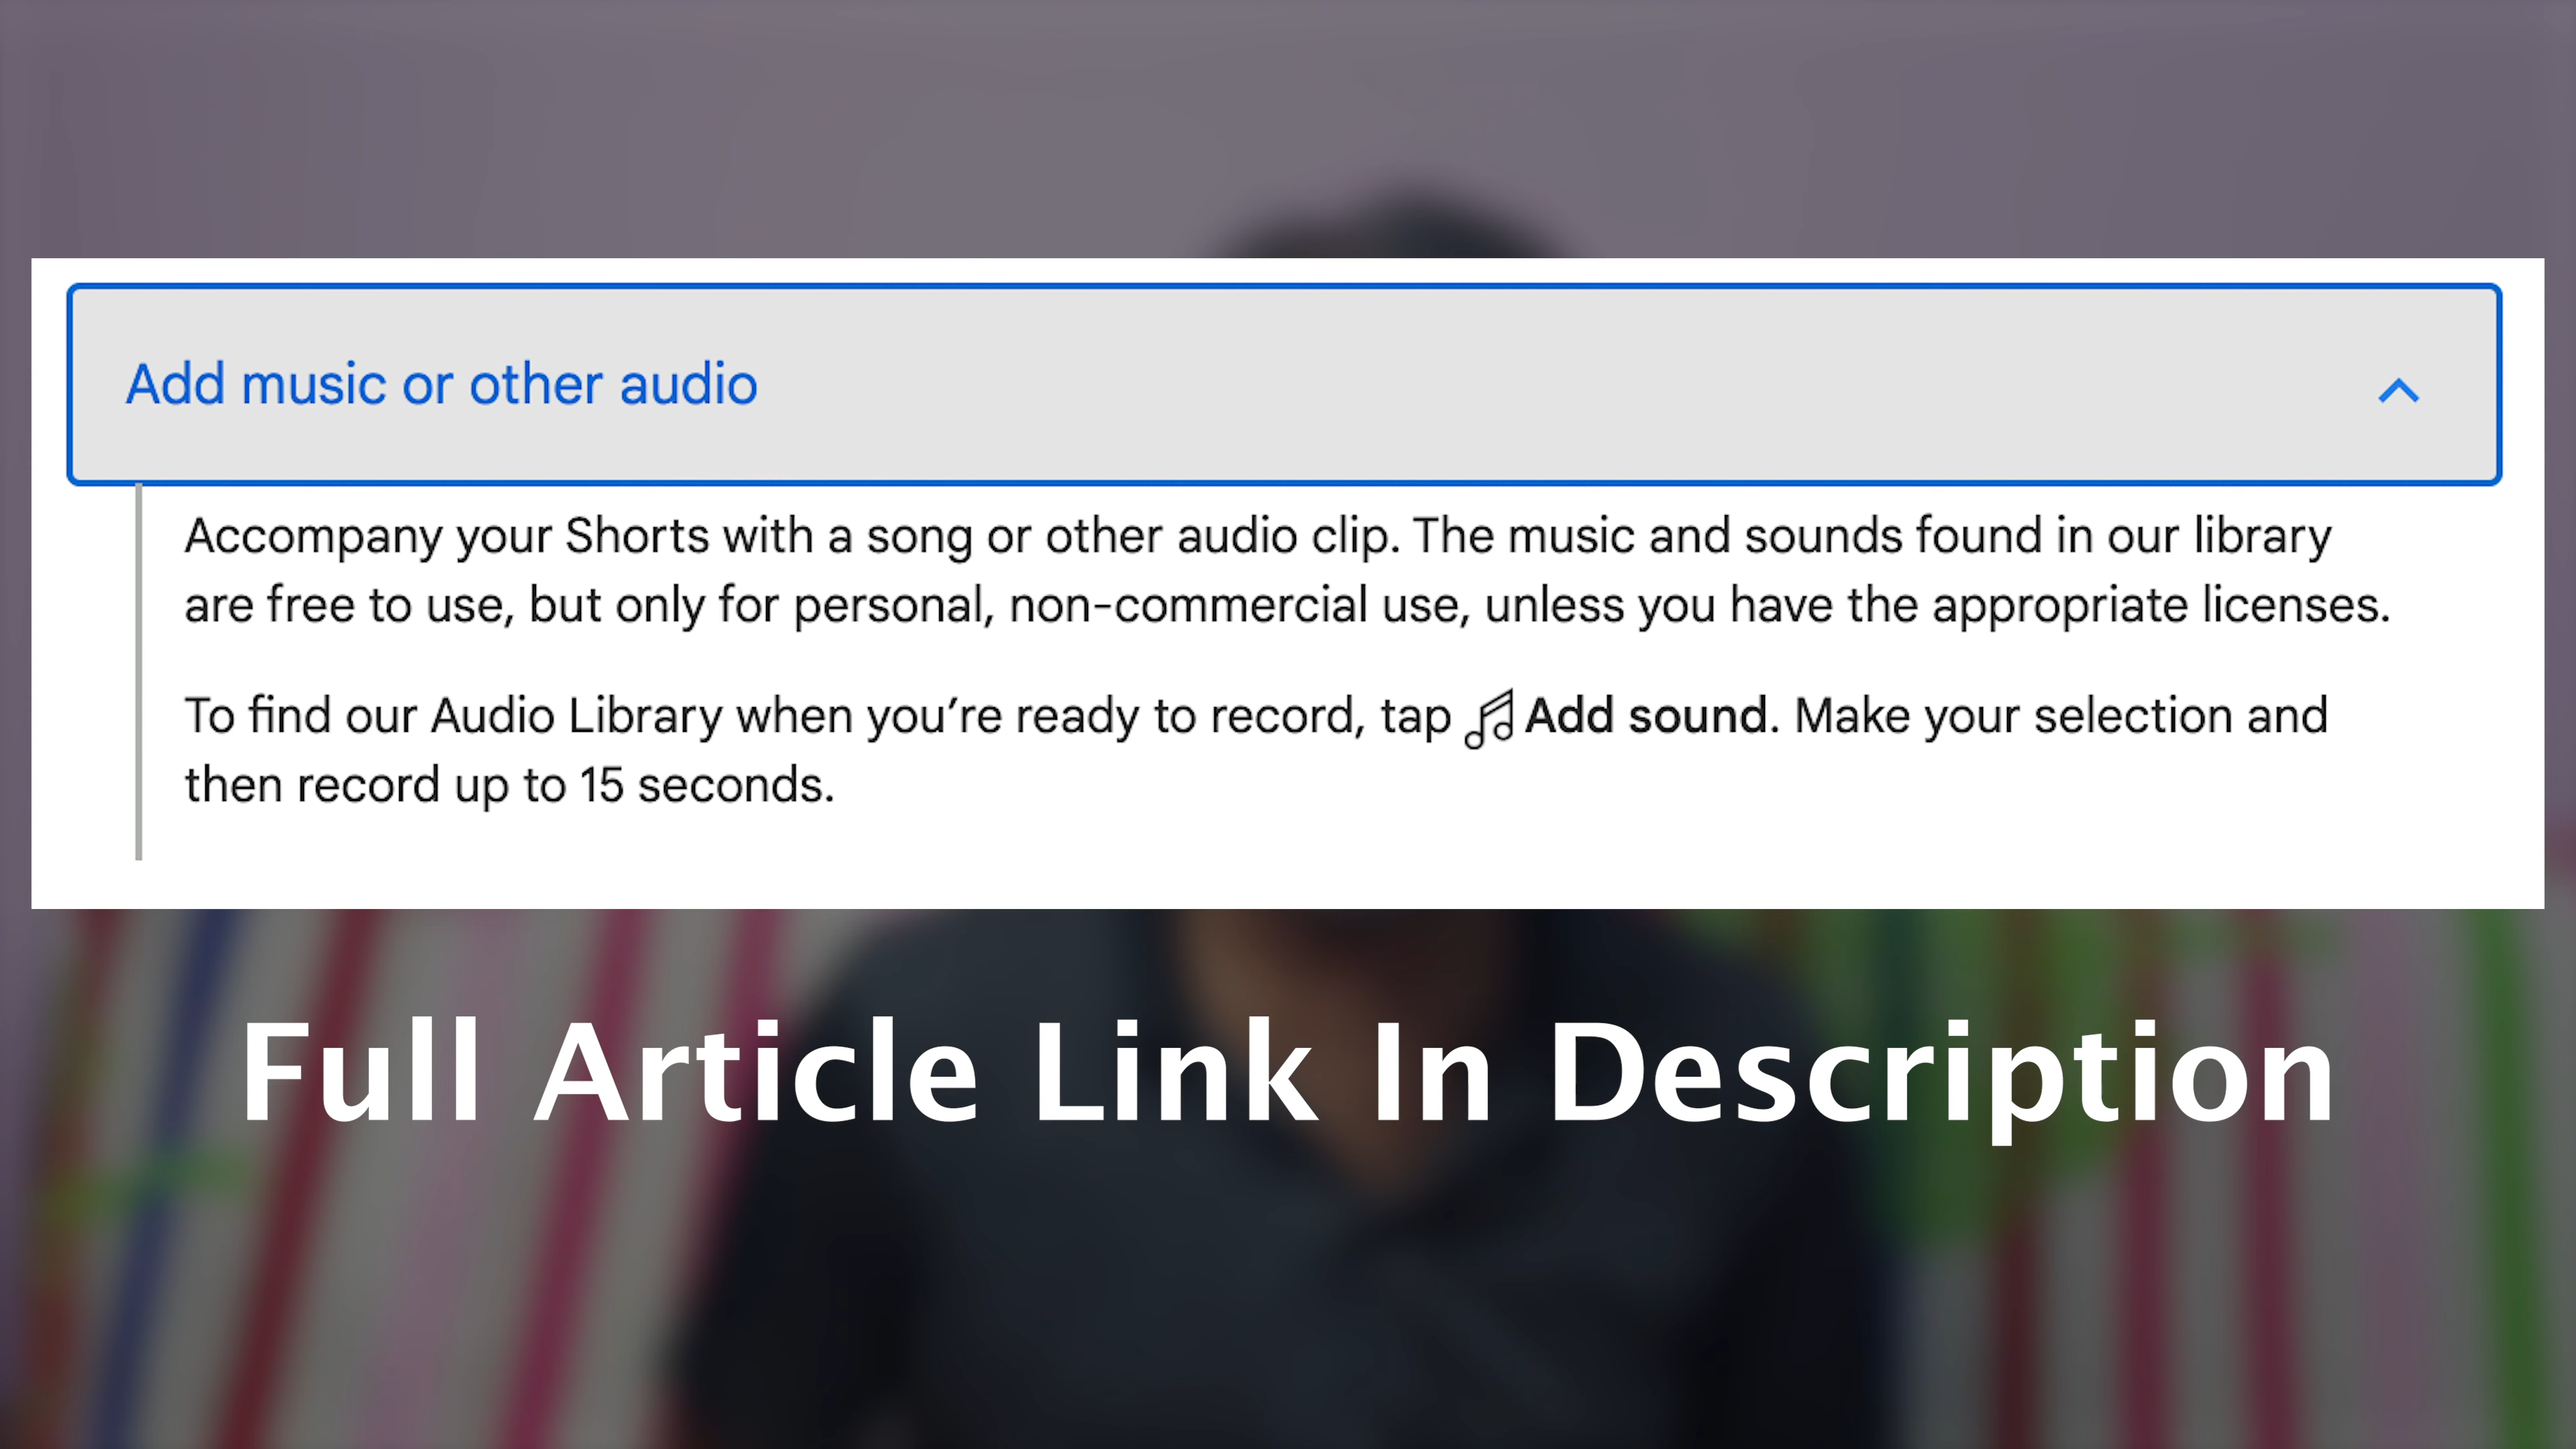 Add music or other audio
Accompany your Shorts with a song or other audio clip. The music and sounds found in our library
are free to use, but only for personal, non-commercial use, unless you have the appropriate licenses.
To find our Audio Library when you’re ready to record, tap Add sound. Make your selection and
then record up to 15 seconds.
Full Article Link In Description